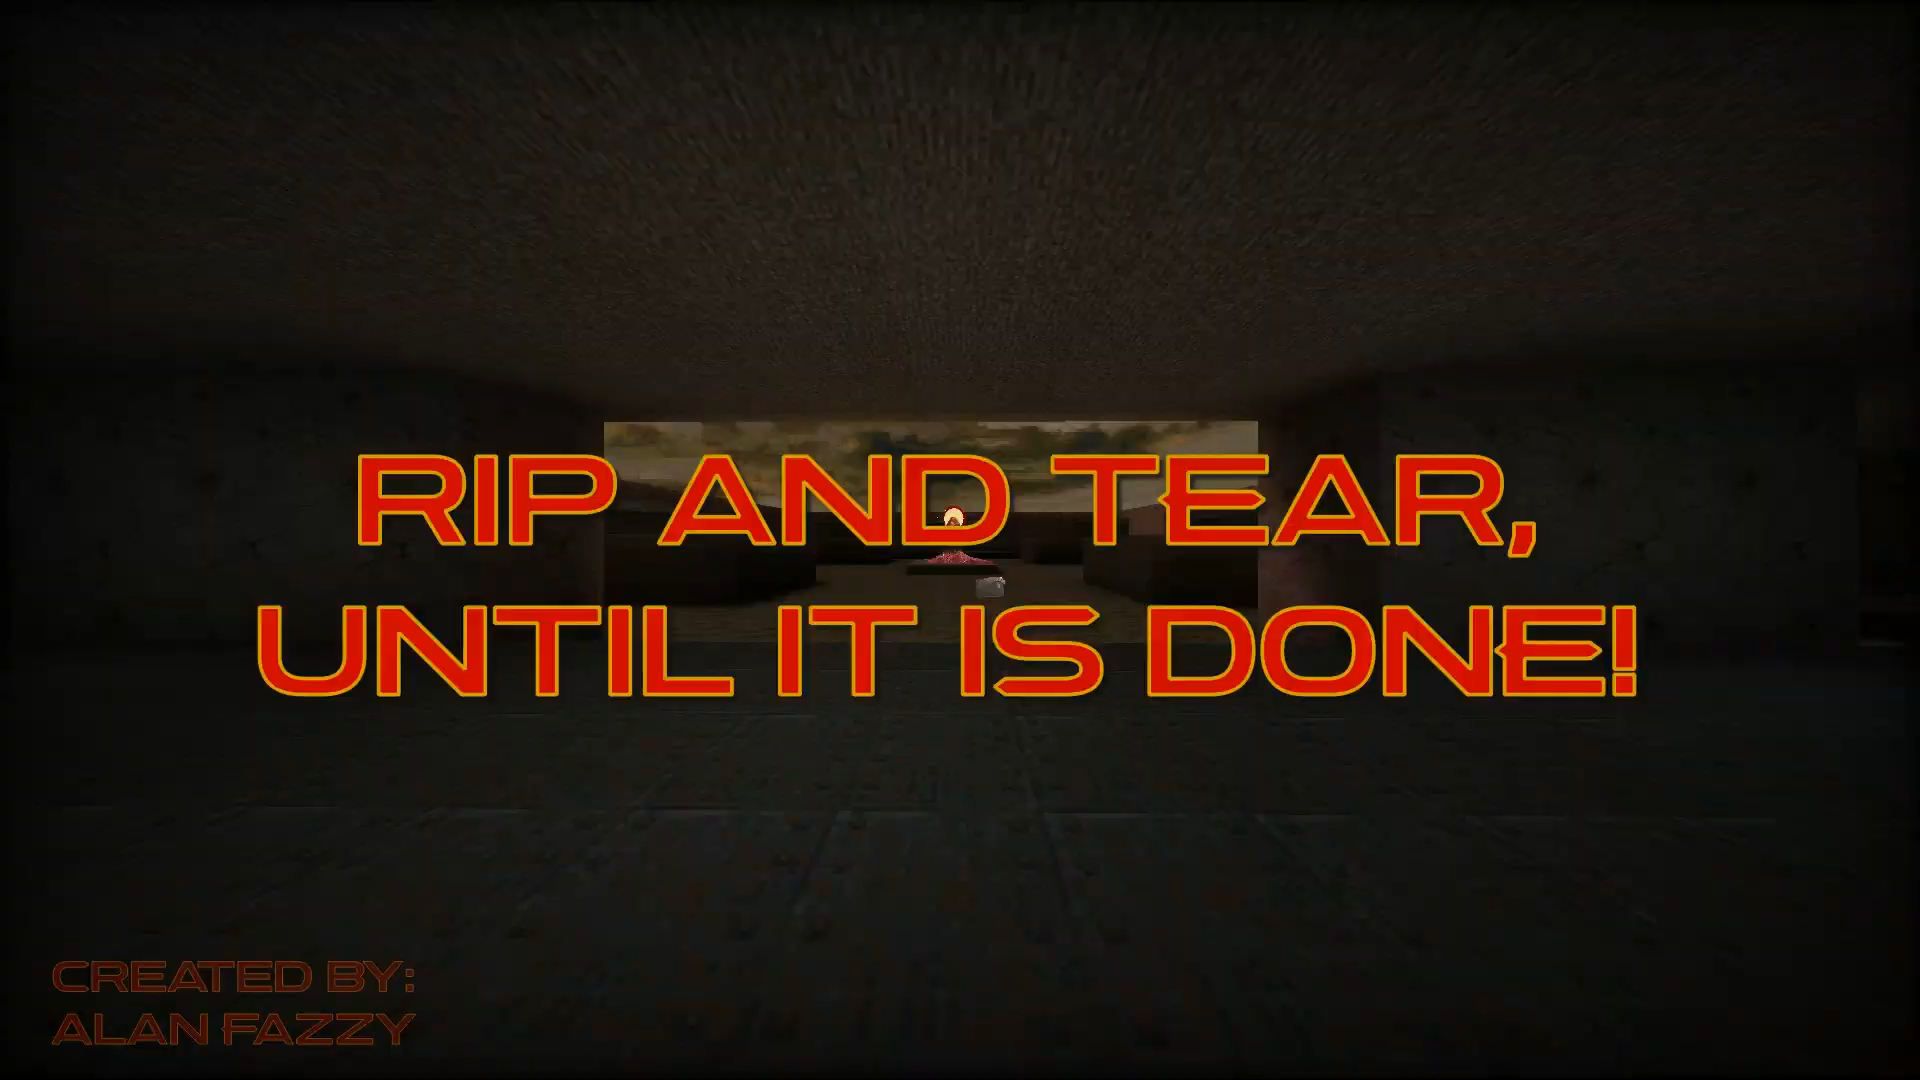 RIP AND TEAR,
UNTIL IT IS DONE!
CREATED BY:
ALAN FAZZY